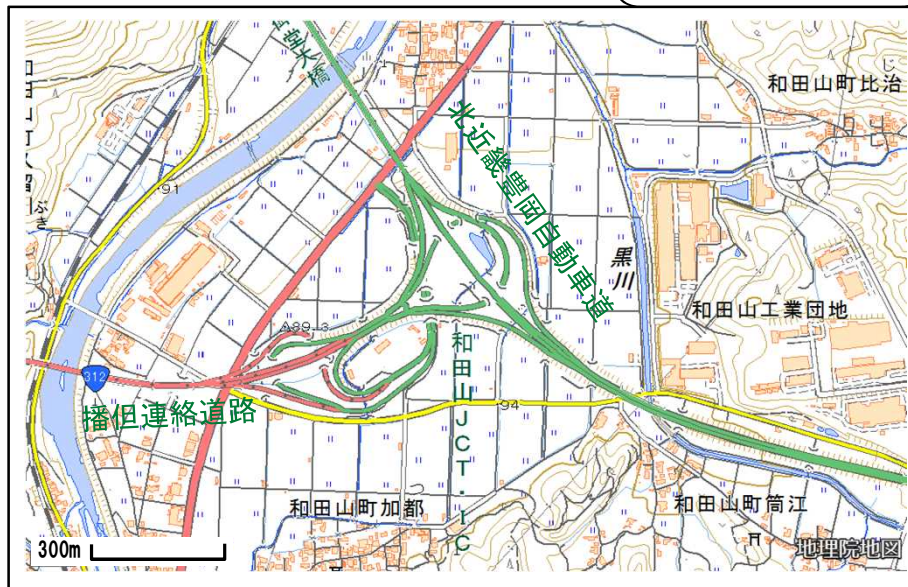 和田山町比治
北近畿豊岡自動車道
91
黒川
和田山工業団地
A89.3
和田山JCT・IC
312
播但連絡道路
94
和田山町加都
和田山町筒江
300m
地理院地図